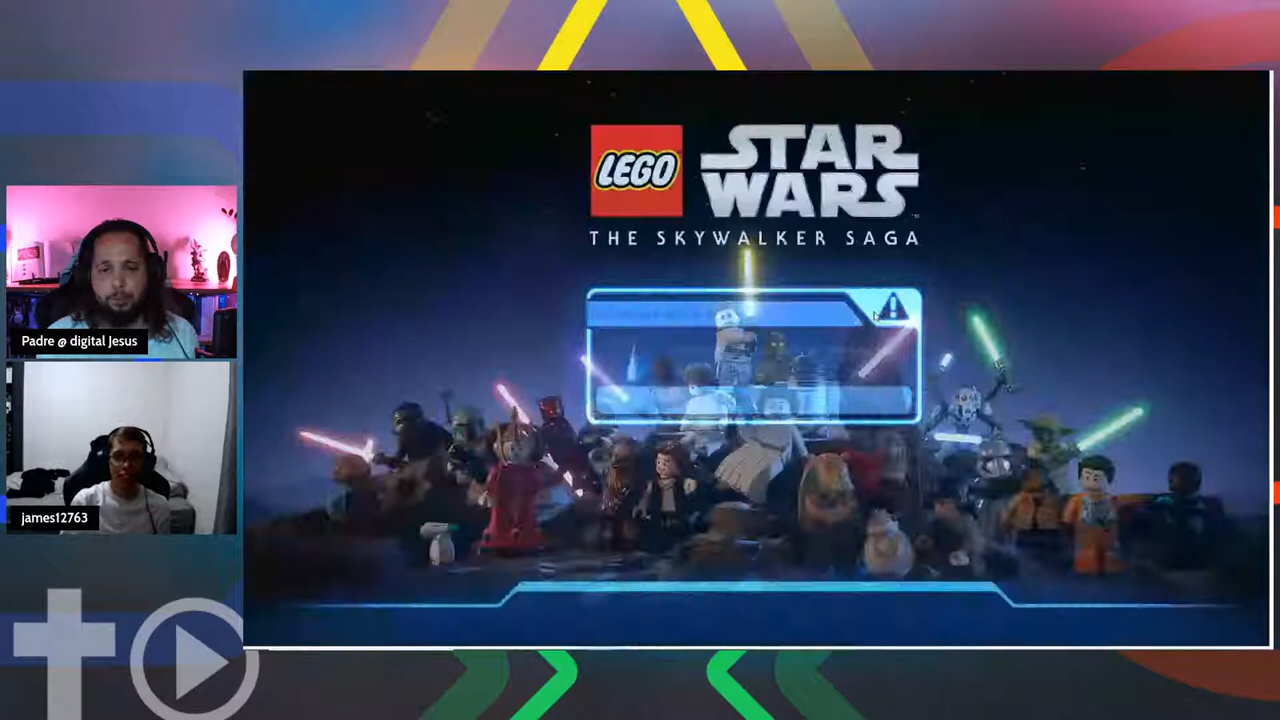 LEGO
STAR
WARS
THE SKYWALKER SAGA
Padre @ digital Jesus
james12763